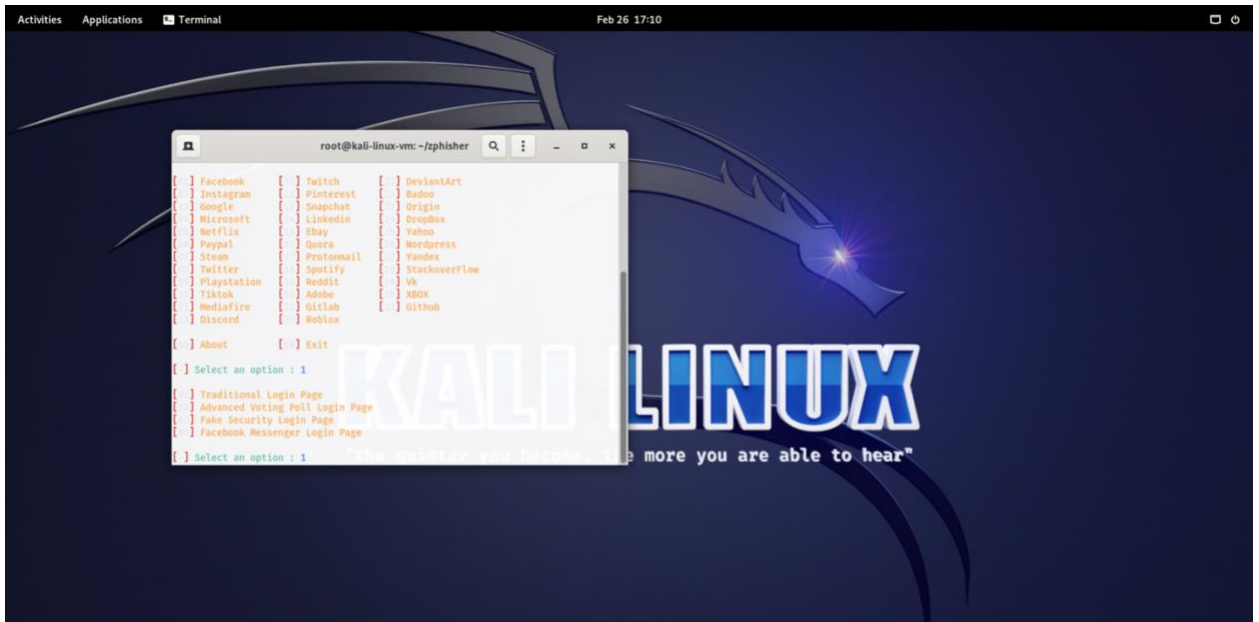 Activities Applications Terminal Feb 26 17:10
root@kali-linux-vm: ~/zphisher
[ ] Facebook [ ] Twitch [ ] DeviantArt
[ ] Instagram [ ] Pinterest [ ] Badoo
[ ] Google [ ] Snapchat [ ] Origin
[ ] Microsoft [ ] Linkedin [ ] DropBox
[ ] Netflix [ ] Ebay [ ] Yahoo
[ ] Paypal [ ] Quora [ ] Wordpress
[ ] Steam [ ] Protonmail [ ] Yandex
[ ] Twitter [ ] Spotify [ ] StackoverFlow
[ ] Playstation [ ] Reddit [ ] Vk
[ ] Tiktok [ ] Adobe [ ] XBOX
[ ] Mediafire [ ] Gitlab [ ] Github
[ ] Discord [ ] Roblox
[ ] About [ ] Exit
[ ] Select an option : 1
[ ] Traditional Login Page
[ ] Advanced Voting Poll Login Page
[ ] Fake Security Login Page
[ ] Facebook Messenger Login Page
[ ] Select an option : 1
KALI LINUX
"the quieter you become, the more you are able to hear"